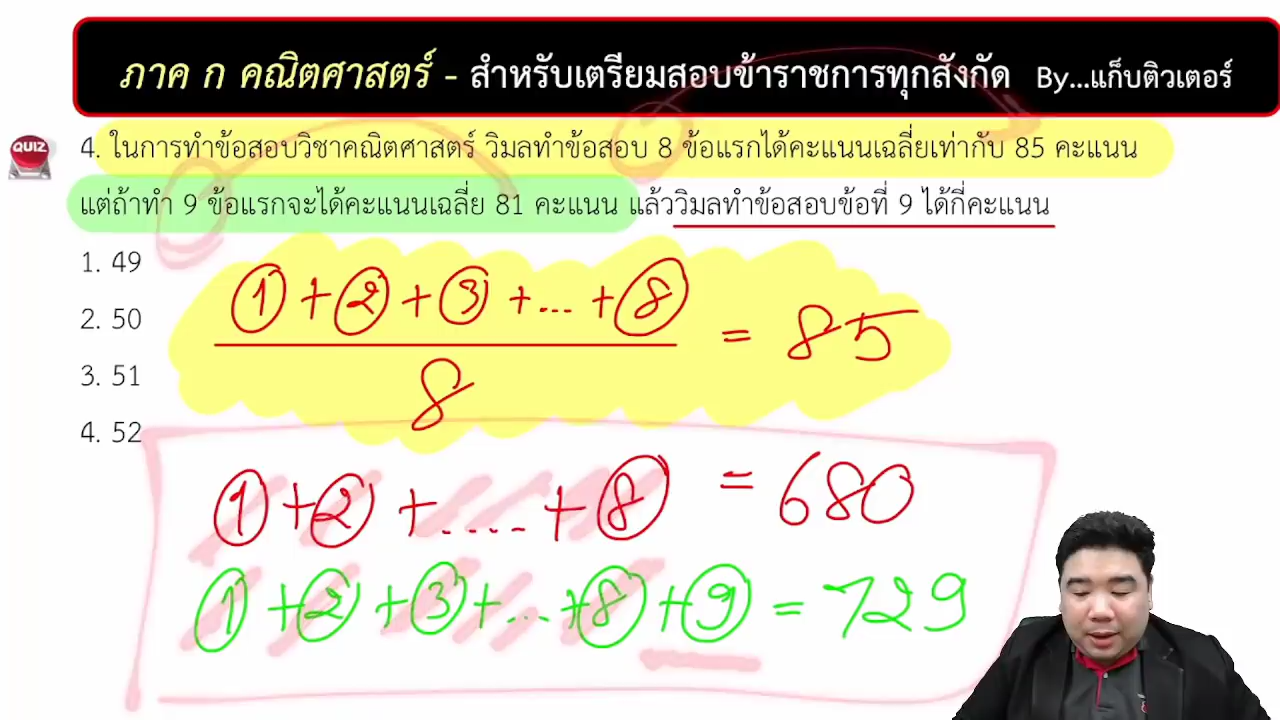 ภาค ก คณิตศาสตร์ - สำหรับเตรียมสอบข้าราชการทุกสังกัด By...แก็บติวเตอร์
QUIZ
4. ในการทำข้อสอบวิชาคณิตศาสตร์ วิมลทำข้อสอบ 8 ข้อแรกได้คะแนนเฉลี่ยเท่ากับ 85 คะแนน
แต่ถ้าทำ 9 ข้อแรกจะได้คะแนนเฉลี่ย 81 คะแนน แล้ววิมลทำข้อสอบข้อที่ 9 ได้กี่คะแนน
1. 49
2. 50
3. 51
4. 52
① + ② + ③ + ... + ⑧
8
= 85
① + ② + ..... + ⑧ = 680
① + ② + ③ + ... + ⑧ + ⑨ = 729